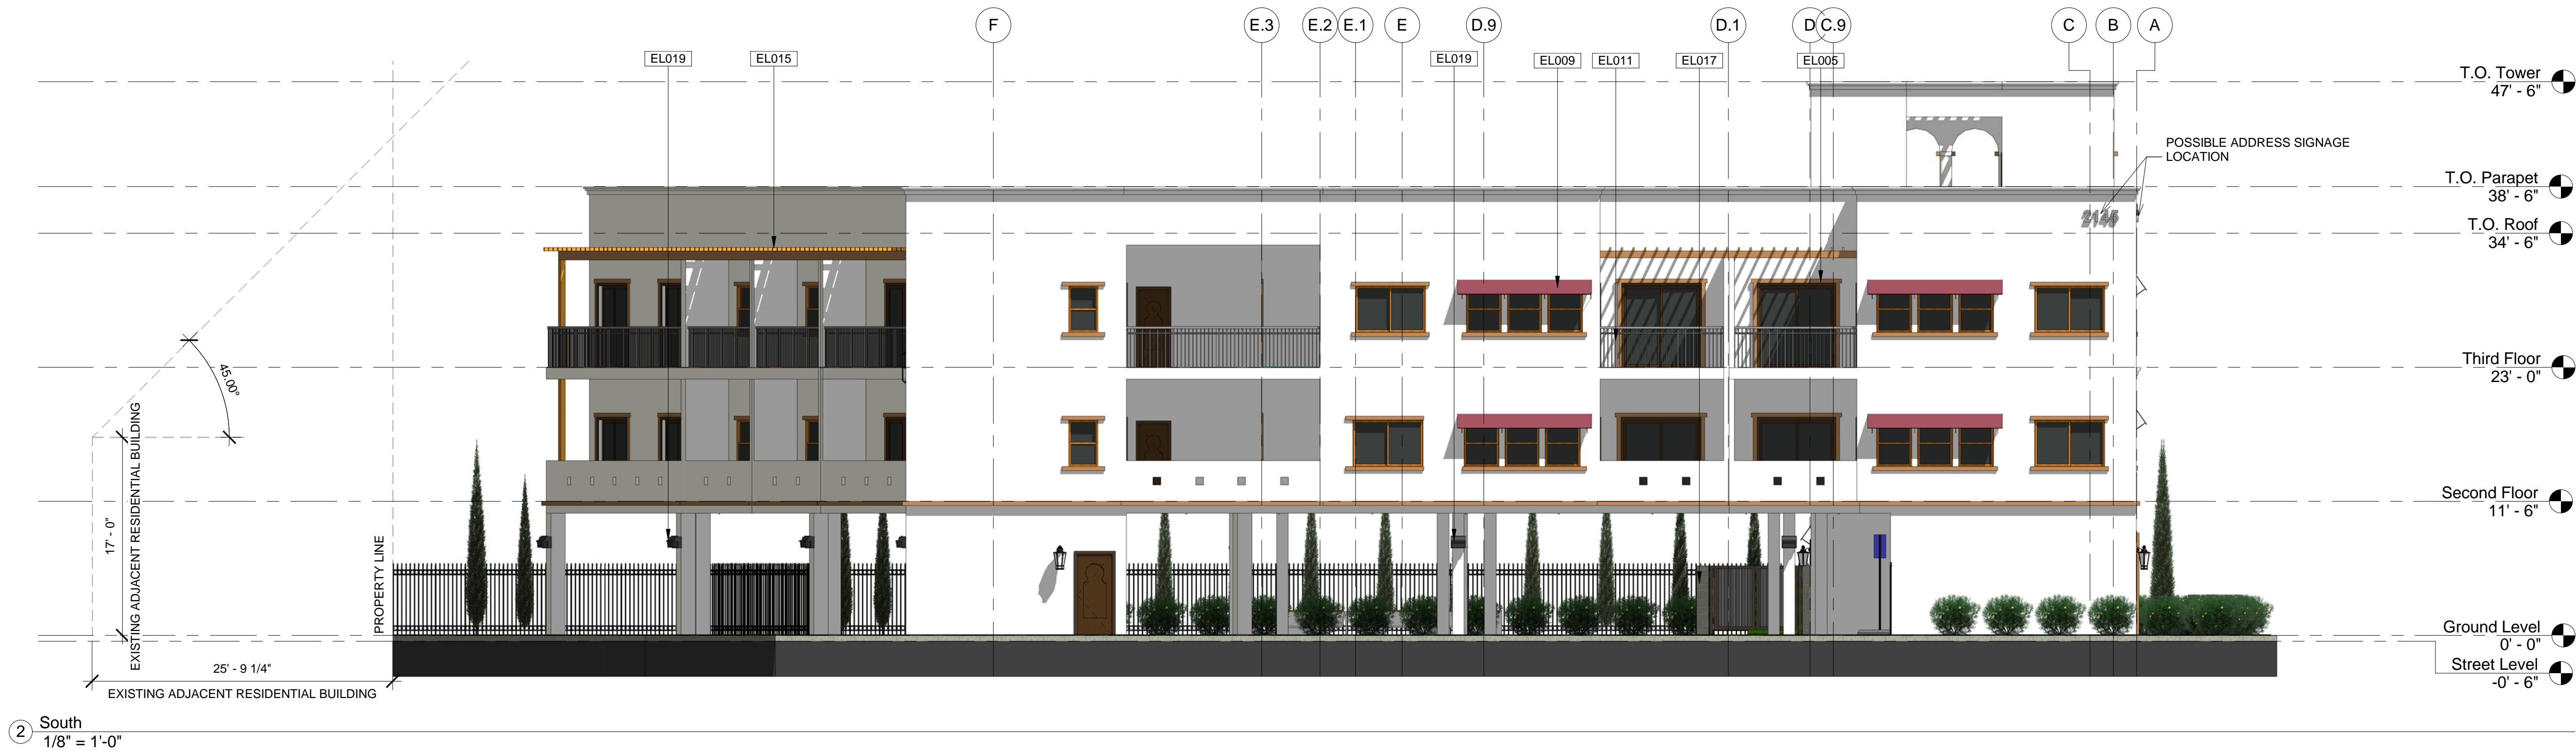 F
E.3
E.2
E.1
E
D.9
D.1
D
C.9
C
B
A
EL019
EL015
EL019
EL009
EL011
EL017
EL005
T.O. Tower
47' - 6"
POSSIBLE ADDRESS SIGNAGE
LOCATION
T.O. Parapet
38' - 6"
T.O. Roof
34' - 6"
45.00°
Third Floor
23' - 0"
Second Floor
11' - 6"
17' - 0"
EXISTING ADJACENT RESIDENTIAL BUILDING
PROPERTY LINE
Ground Level
0' - 0"
25' - 9 1/4"
Street Level
-0' - 6"
EXISTING ADJACENT RESIDENTIAL BUILDING
2
South
1/8" = 1'-0"